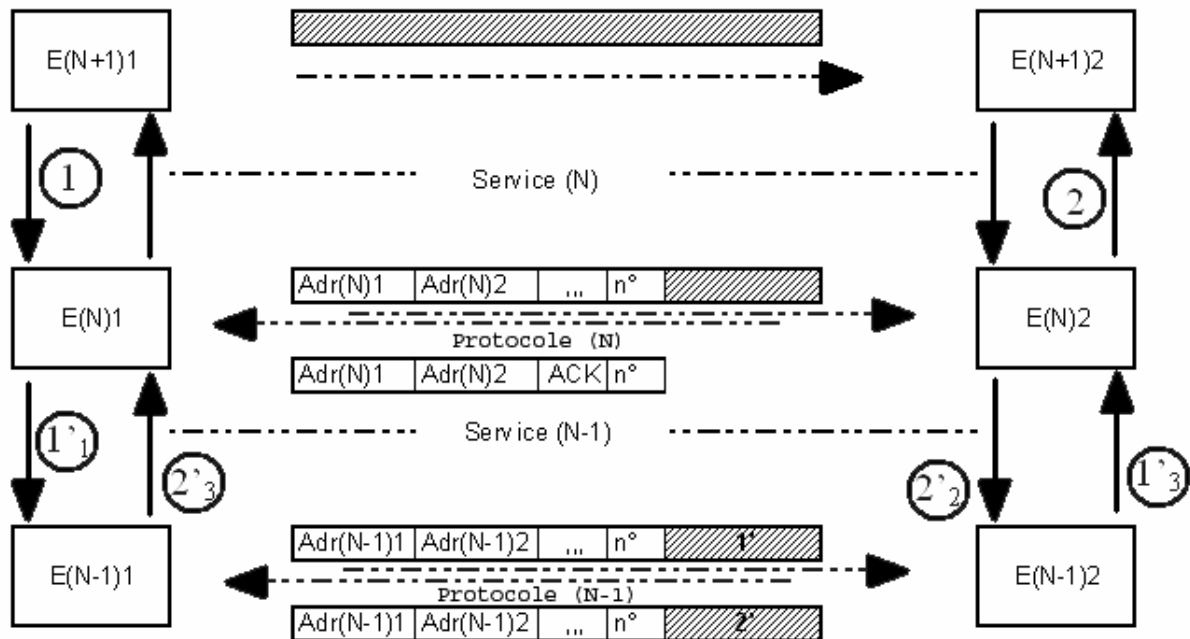 E(N+1)1
E(N+1)2
1
Service (N)
2
Adr(N)1 Adr(N)2 ... n°
E(N)1
E(N)2
Protocole (N)
Adr(N)1 Adr(N)2 ACK n°
1'1
Service (N-1)
2'3
2'2
1'3
Adr(N-1)1 Adr(N-1)2 ... n° 1'
E(N-1)1
E(N-1)2
Protocole (N-1)
Adr(N-1)1 Adr(N-1)2 ... n° 2'